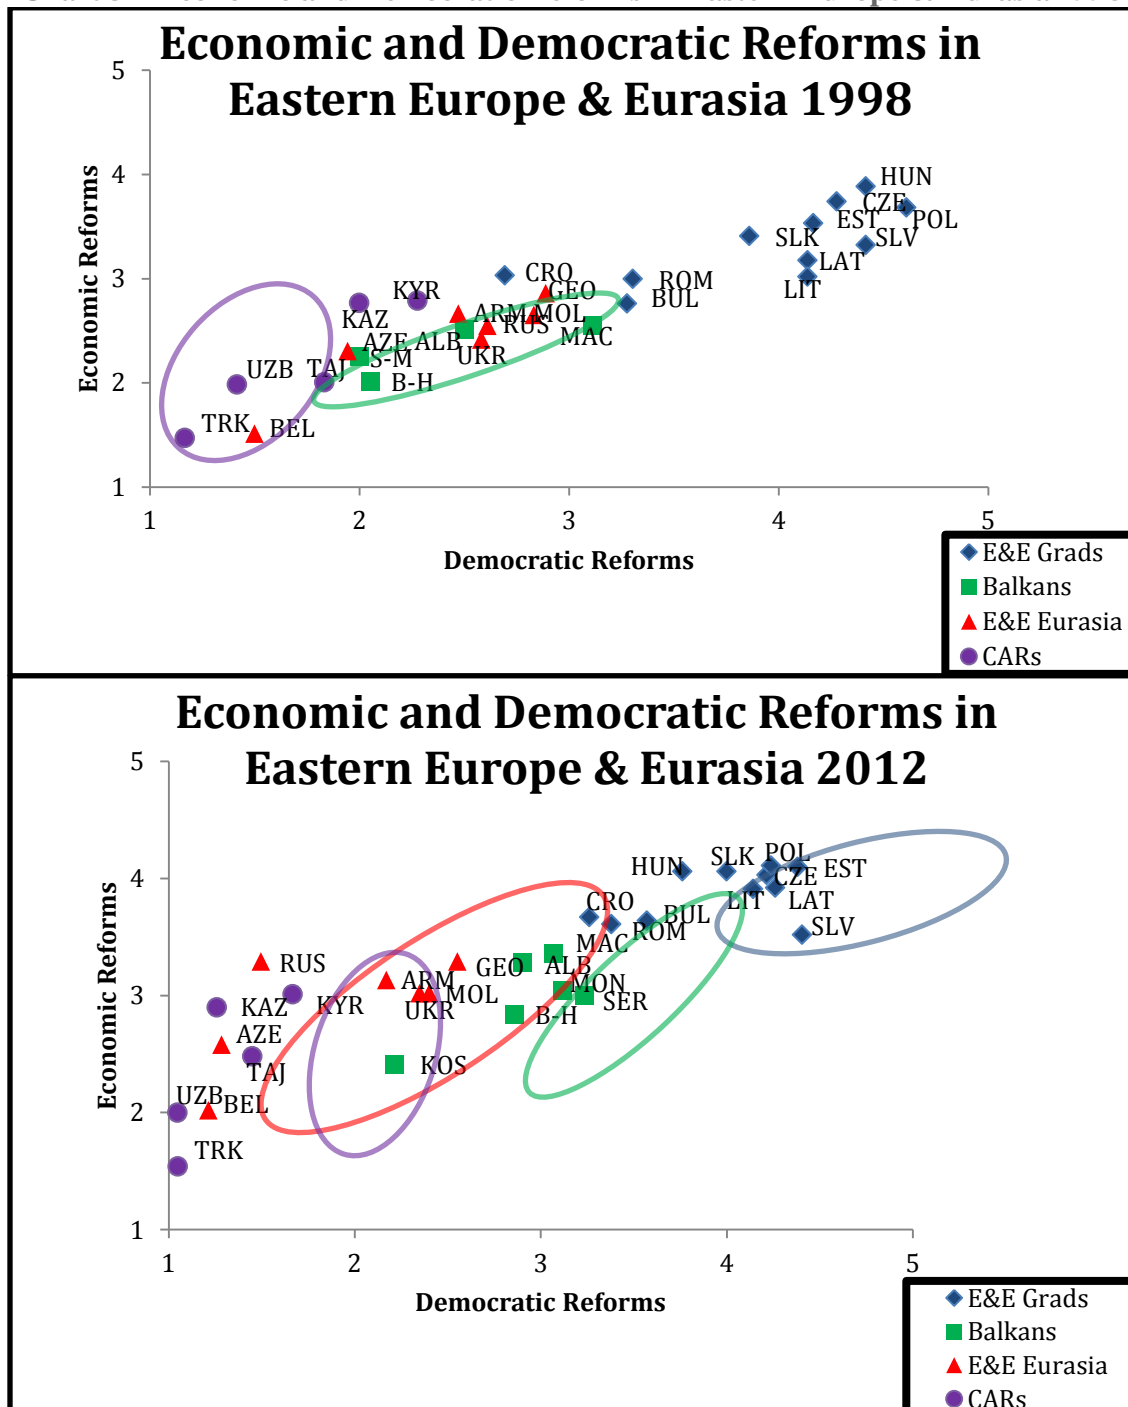 Economic and Democratic Reforms in
Eastern Europe & Eurasia 1998
5
4
3
2
1
Economic Reforms
HUN
CZE
EST
POL
SLK
SLV
LAT
LIT
CRO
ROM
GEO
BUL
KYR
KAZ
ARM
MOL
RUS
MAC
AZE
ALB
UKR
S-M
TAJ
UZB
B-H
TRK
BEL
1
2
3
4
5
Democratic Reforms
E&E Grads
Balkans
E&E Eurasia
CARs
Economic and Democratic Reforms in
Eastern Europe & Eurasia 2012
5
4
3
2
1
Economic Reforms
HUN
SLK
POL
EST
CZE
LIT
LAT
CRO
BUL
ROM
SLV
MAC
RUS
GEO
ALB
ARM
MON
KAZ
KYR
UKR
MOL
SER
B-H
AZE
TAJ
KOS
UZB
BEL
TRK
1
2
3
4
5
Democratic Reforms
E&E Grads
Balkans
E&E Eurasia
CARs